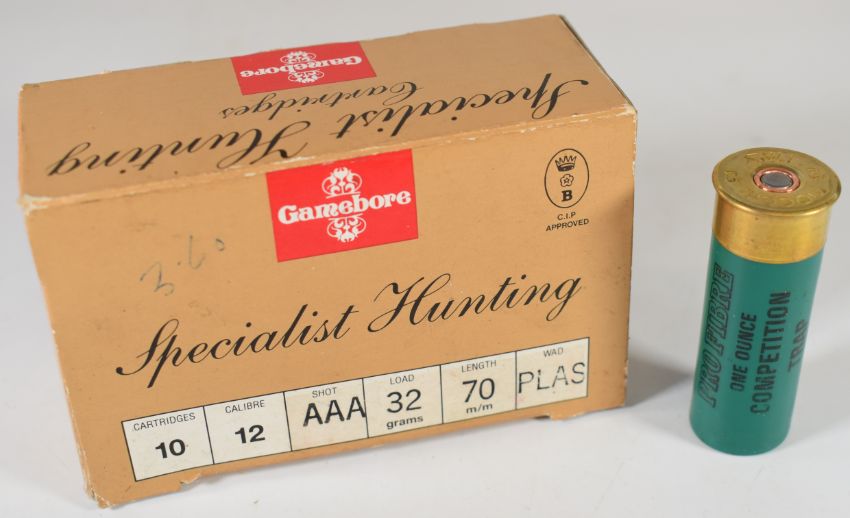 Gamebore
Specialist Hunting
Cartridges
Gamebore
B
C.I.P
APPROVED
3.60
Specialist Hunting
CARTRIDGES
10
CALIBRE
12
SHOT
AAA
LOAD
32
grams
LENGTH
70
m/m
WAD
PLAS
PRO FIBRE
ONE OUNCE
COMPETITION
TRAP